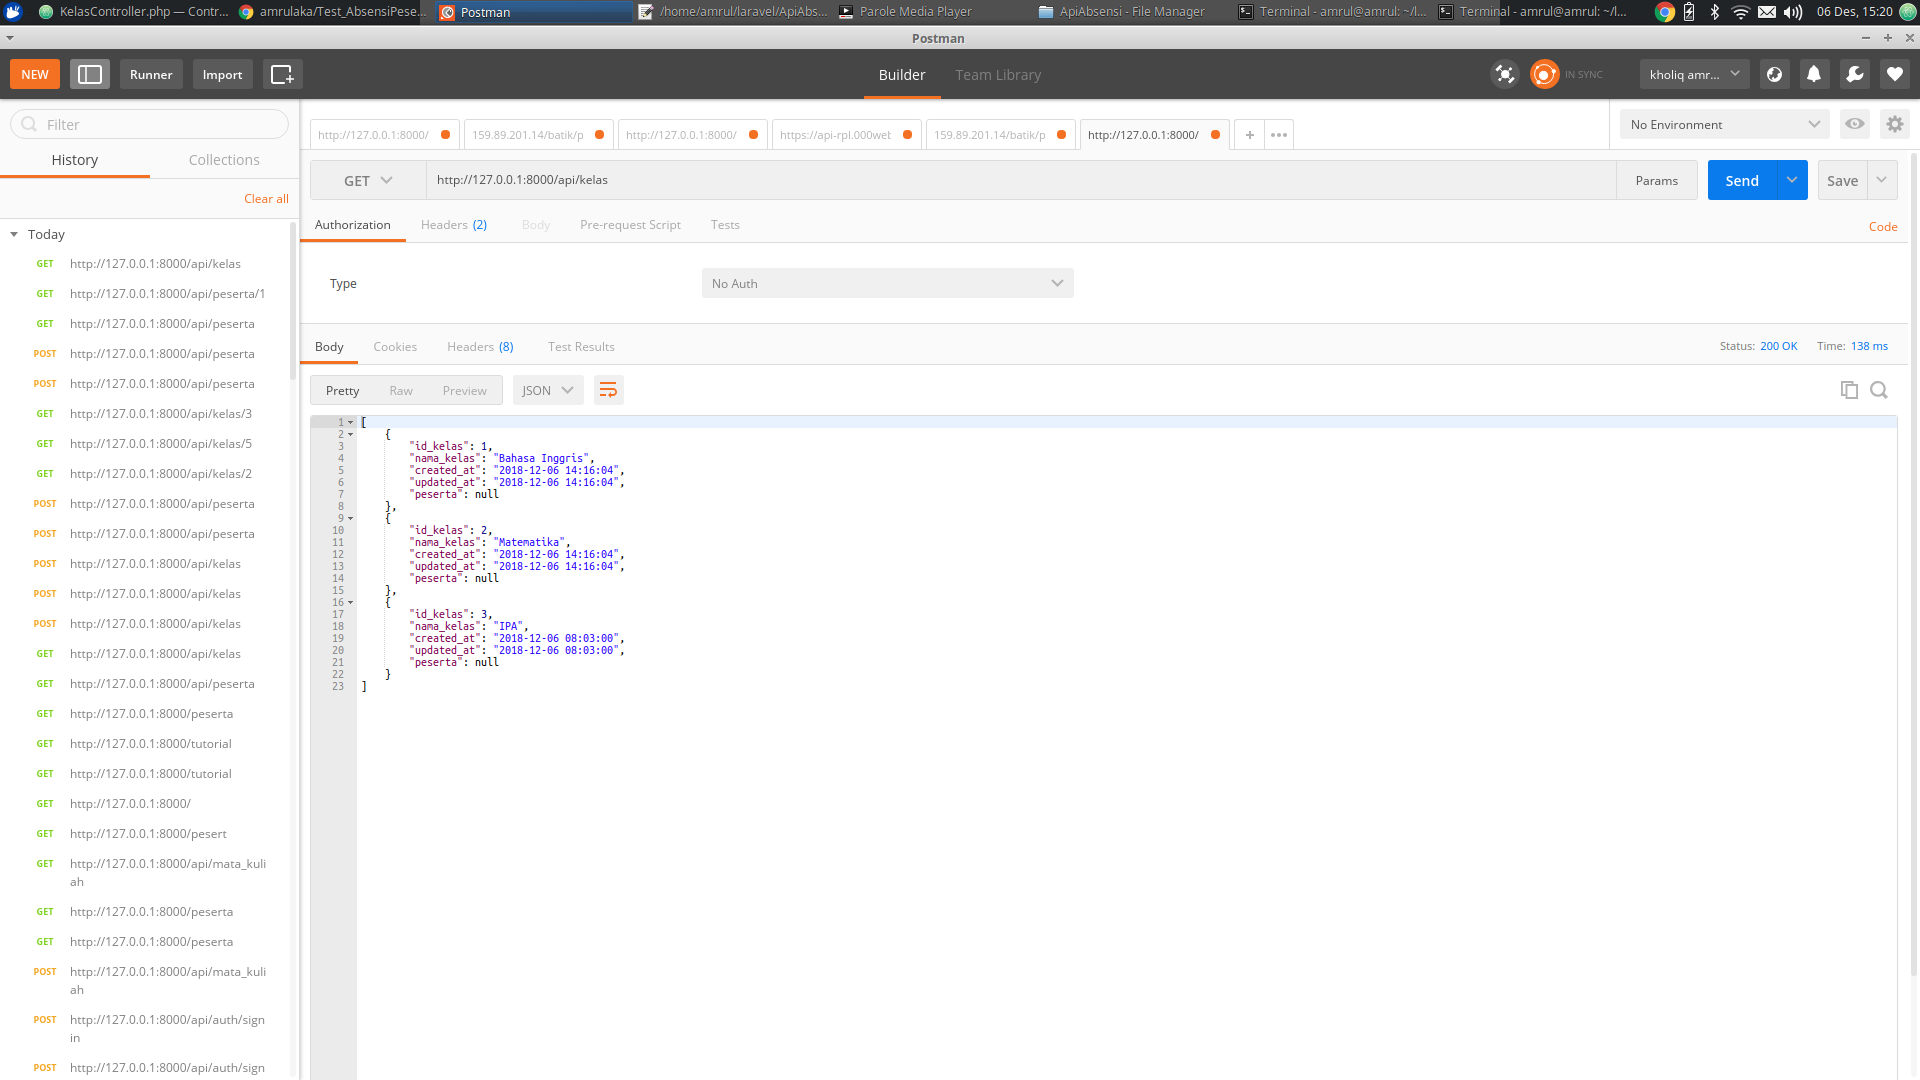 KelasController.php — Contr...
amrulaka/Test_AbsensiPese...
Postman
/home/amrul/laravel/ApiAbs...
Parole Media Player
ApiAbsensi - File Manager
Terminal - amrul@amrul: ~/l...
Terminal - amrul@amrul: ~/l...
06 Des, 15:20
Postman
NEW
Runner
Import
Builder
Team Library
IN SYNC
kholiq amr...
Filter
History
Collections
Clear all
Today
GET http://127.0.0.1:8000/api/kelas
GET http://127.0.0.1:8000/api/peserta/1
GET http://127.0.0.1:8000/api/peserta
POST http://127.0.0.1:8000/api/peserta
POST http://127.0.0.1:8000/api/peserta
GET http://127.0.0.1:8000/api/kelas/3
GET http://127.0.0.1:8000/api/kelas/5
GET http://127.0.0.1:8000/api/kelas/2
POST http://127.0.0.1:8000/api/peserta
POST http://127.0.0.1:8000/api/peserta
POST http://127.0.0.1:8000/api/kelas
POST http://127.0.0.1:8000/api/kelas
POST http://127.0.0.1:8000/api/kelas
GET http://127.0.0.1:8000/api/kelas
GET http://127.0.0.1:8000/api/peserta
GET http://127.0.0.1:8000/peserta
GET http://127.0.0.1:8000/tutorial
GET http://127.0.0.1:8000/tutorial
GET http://127.0.0.1:8000/
GET http://127.0.0.1:8000/pesert
GET http://127.0.0.1:8000/api/mata_kuli
ah
GET http://127.0.0.1:8000/peserta
GET http://127.0.0.1:8000/peserta
POST http://127.0.0.1:8000/api/mata_kuli
ah
POST http://127.0.0.1:8000/api/auth/sign
in
POST http://127.0.0.1:8000/api/auth/sign
http://127.0.0.1:8000/
159.89.201.14/batik/p
http://127.0.0.1:8000/
https://api-rpl.000web
159.89.201.14/batik/p
http://127.0.0.1:8000/
No Environment
GET
http://127.0.0.1:8000/api/kelas
Params
Send
Save
Authorization
Headers (2)
Body
Pre-request Script
Tests
Code
Type
No Auth
Body
Cookies
Headers (8)
Test Results
Status: 200 OK
Time: 138 ms
Pretty
Raw
Preview
JSON
1 [
2 {
3 "id_kelas": 1,
4 "nama_kelas": "Bahasa Inggris",
5 "created_at": "2018-12-06 14:16:04",
6 "updated_at": "2018-12-06 14:16:04",
7 "peserta": null
8 },
9 {
10 "id_kelas": 2,
11 "nama_kelas": "Matematika",
12 "created_at": "2018-12-06 14:16:04",
13 "updated_at": "2018-12-06 14:16:04",
14 "peserta": null
15 },
16 {
17 "id_kelas": 3,
18 "nama_kelas": "IPA",
19 "created_at": "2018-12-06 08:03:00",
20 "updated_at": "2018-12-06 08:03:00",
21 "peserta": null
22 }
23 ]